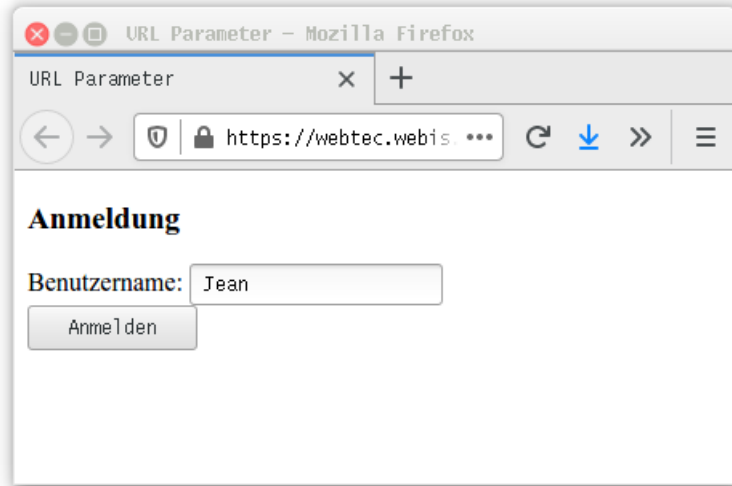 URL Parameter – Mozilla Firefox
URL Parameter
https://webtec.webis.
Anmeldung
Benutzername: Jean
Anmelden